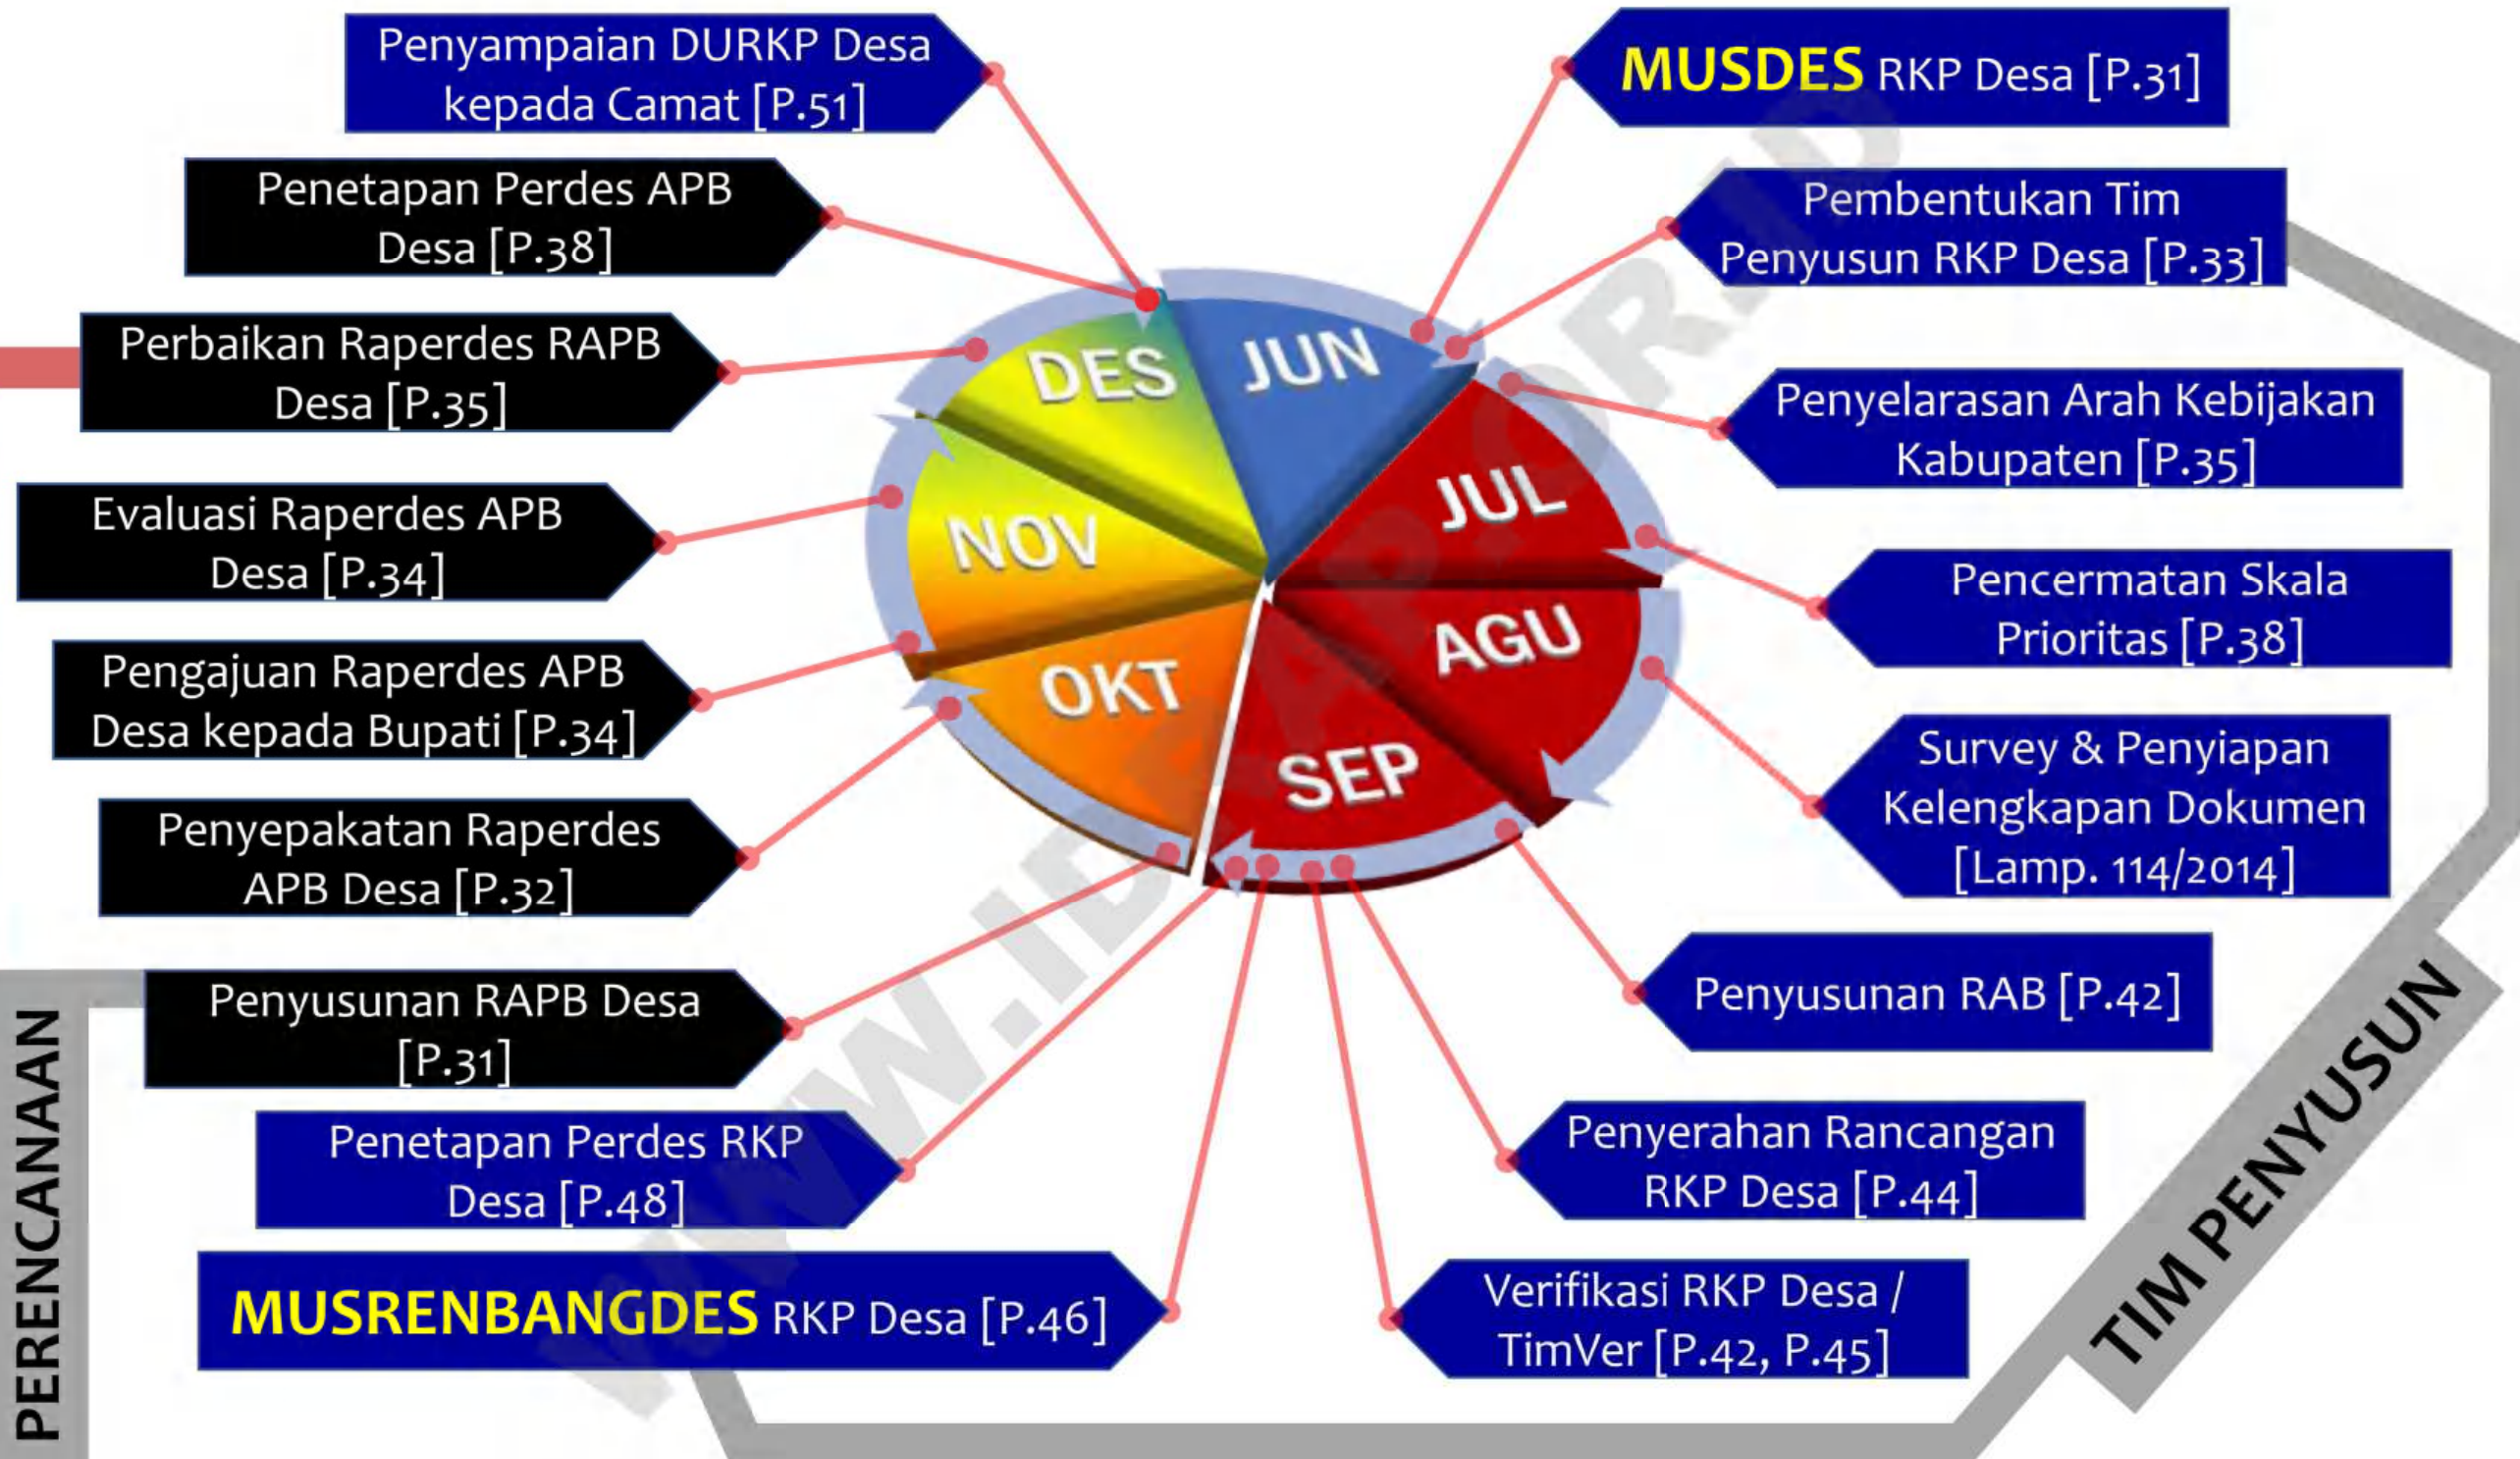 Penyampaian DURKP Desa
kepada Camat [P.51]
Penetapan Perdes APB
Desa [P.38]
Perbaikan Raperdes RAPB
Desa [P.35]
Evaluasi Raperdes APB
Desa [P.34]
Pengajuan Raperdes APB
Desa kepada Bupati [P.34]
Penyepakatan Raperdes
APB Desa [P.32]
Penyusunan RAPB Desa
[P.31]
Penetapan Perdes RKP
Desa [P.48]
MUSRENBANGDES RKP Desa [P.46]
PERENCANAAN
DES
JUN
JUL
AGU
SEP
OKT
NOV
MUSDES RKP Desa [P.31]
Pembentukan Tim
Penyusun RKP Desa [P.33]
Penyelarasan Arah Kebijakan
Kabupaten [P.35]
Pencermatan Skala
Prioritas [P.38]
Survey & Penyiapan
Kelengkapan Dokumen
[Lamp. 114/2014]
Penyusunan RAB [P.42]
Penyerahan Rancangan
RKP Desa [P.44]
Verifikasi RKP Desa /
TimVer [P.42, P.45]
TIM PENYUSUN